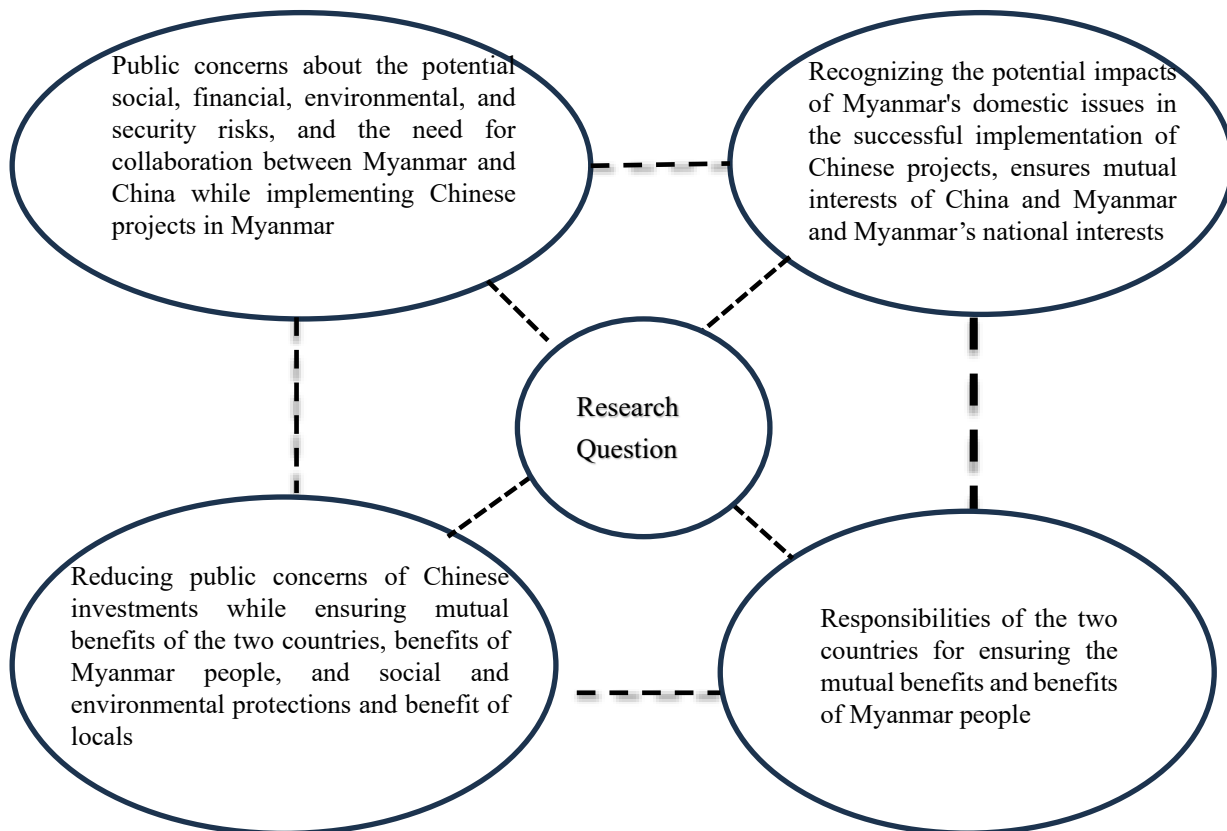 Public concerns about the potential
social, financial, environmental, and
security risks, and the need for
collaboration between Myanmar and
China while implementing Chinese
projects in Myanmar
Recognizing the potential impacts
of Myanmar's domestic issues in
the successful implementation of
Chinese projects, ensures mutual
interests of China and Myanmar
and Myanmar’s national interests
Research
Question
Reducing public concerns of Chinese
investments while ensuring mutual
benefits of the two countries, benefits of
Myanmar people, and social and
environmental protections and benefit of
locals
Responsibilities of the two
countries for ensuring the
mutual benefits and benefits
of Myanmar people